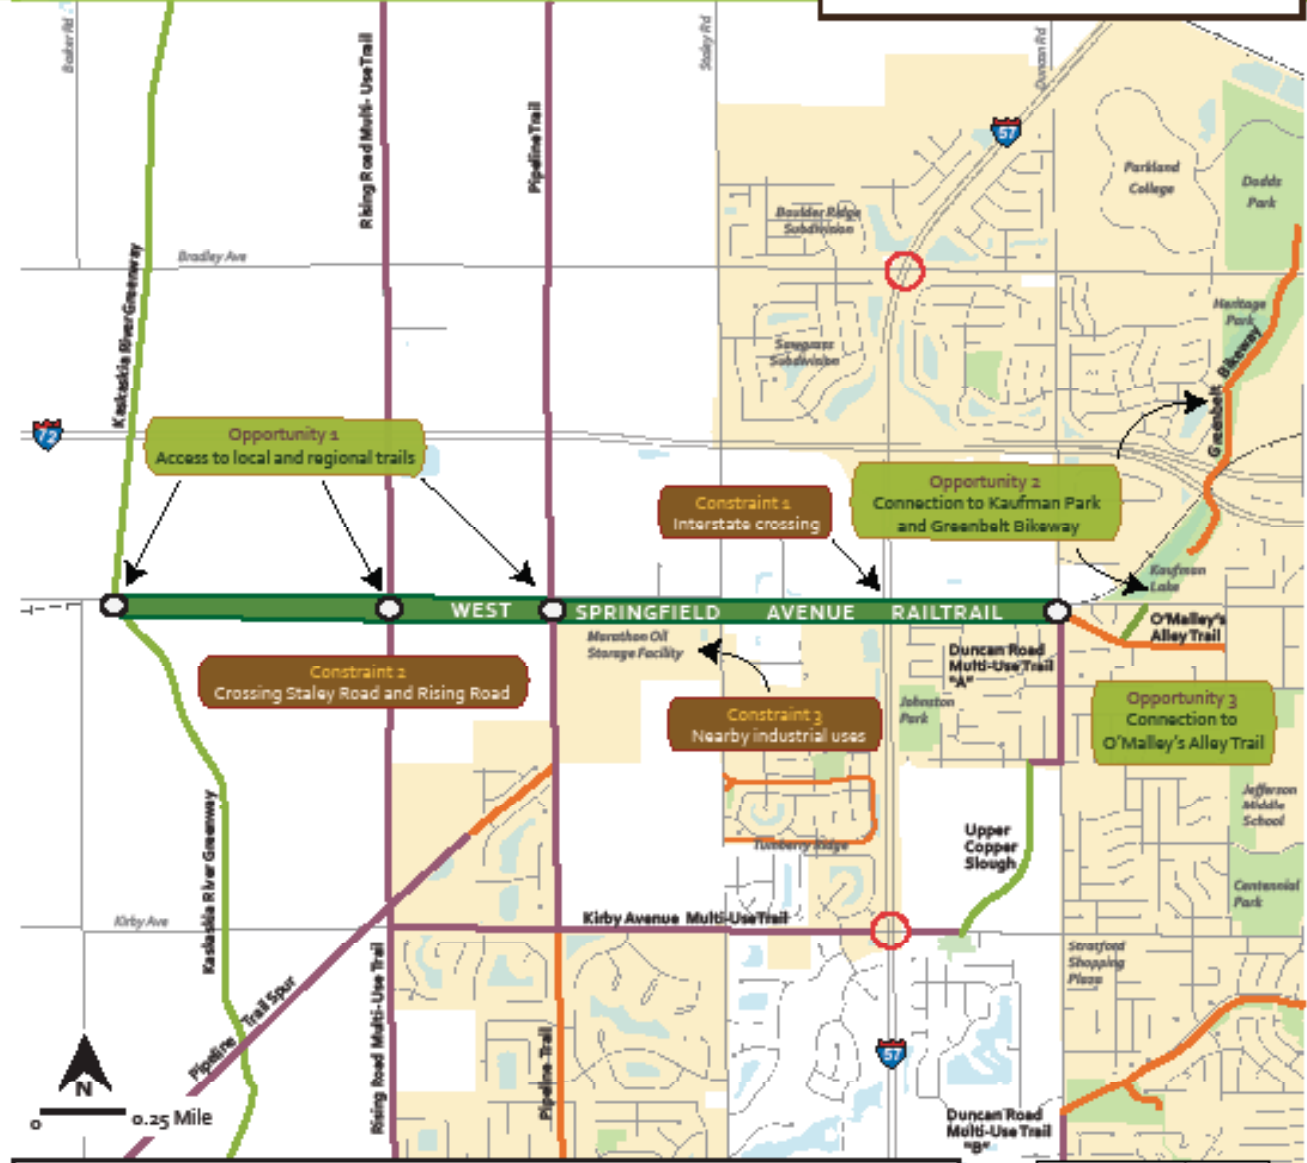 Baker Rd
Rising Road Multi-Use Trail
Pipeline Trail
Staley Rd
Duncan Rd
57
Parkland
College
Dodds
Park
Boulder Ridge
Subdivision
Bradley Ave
Kaskaskia River Greenway
Heritage
Park
Sawgrass
Subdivision
Greenbelt Bikeway
72
Opportunity 1
Access to local and regional trails
Constraint 1
Interstate crossing
Opportunity 2
Connection to Kaufman Park
and Greenbelt Bikeway
Kaufman
Lake
WEST SPRINGFIELD AVENUE RAILTRAIL
O'Malley's
Alley Trail
Marathon Oil
Storage Facility
Duncan Road
Multi-Use Trail
"A"
Constraint 2
Crossing Staley Road and Rising Road
Constraint 3
Nearby industrial uses
Johnston
Park
Opportunity 3
Connection to
O'Malley's Alley Trail
Jefferson
Middle
School
Kaskaskia River Greenway
Turnberry Ridge
Upper
Copper
Slough
Centennial
Park
Kirby Ave
Kirby Avenue Multi-Use Trail
Stratford
Shopping
Plaza
Pipeline Trail Spur
Rising Road Multi-Use Trail
Pipeline Trail
57
N
0 0.25 Mile
Duncan Road
Multi-Use Trail
"B"